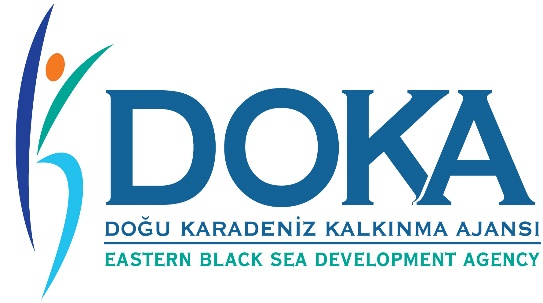 DOKA
DOĞU KARADENİZ KALKINMA AJANSI
EASTERN BLACK SEA DEVELOPMENT AGENCY